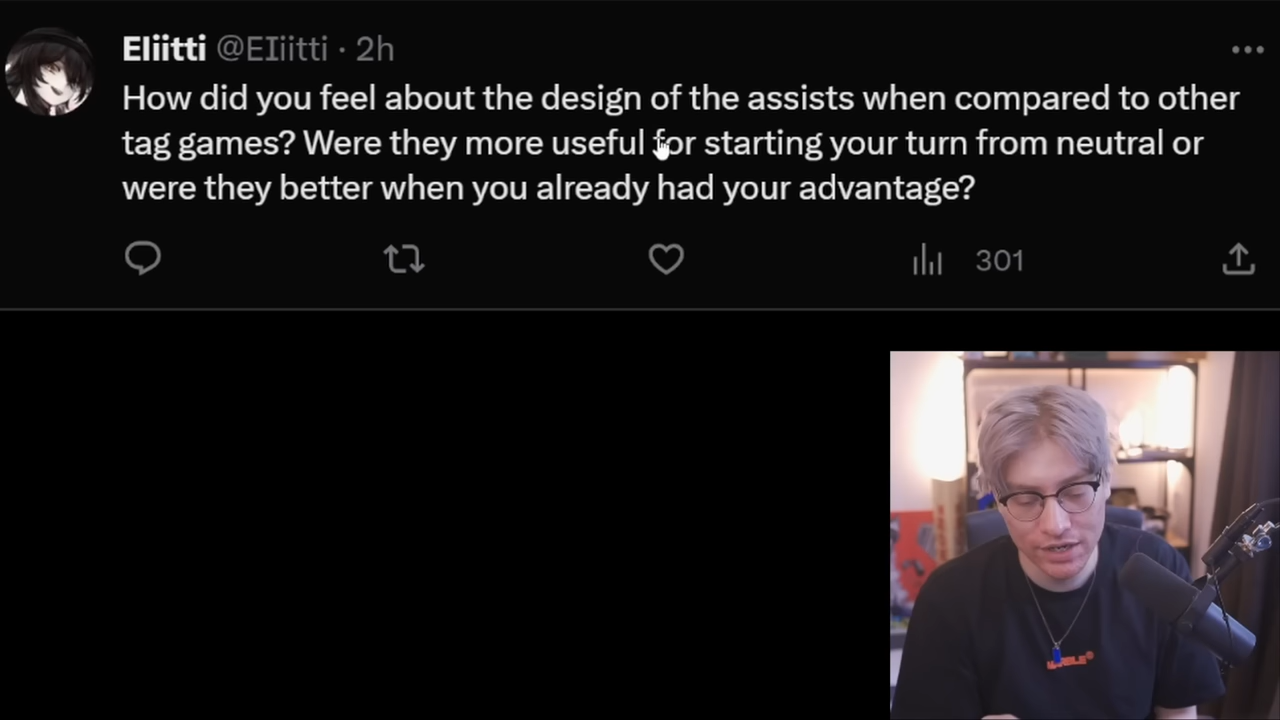 Eliitti @EIiitti · 2h
How did you feel about the design of the assists when compared to other
tag games? Were they more useful for starting your turn from neutral or
were they better when you already had your advantage?
301